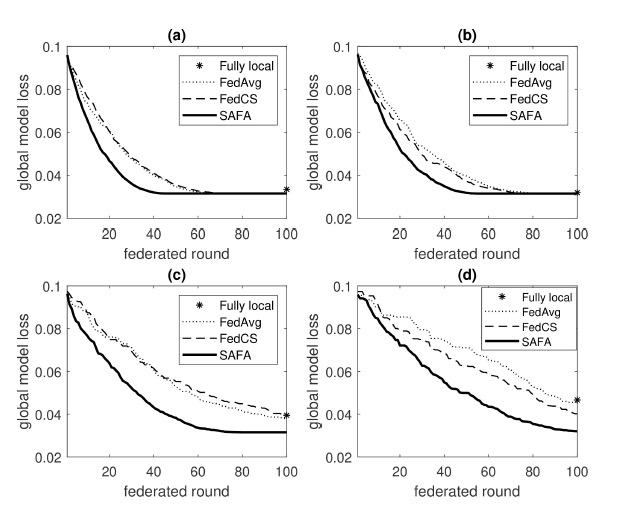 (a)
global model loss
0.1
0.08
0.06
0.04
0.02
Fully local
FedAvg
FedCS
SAFA
20 40 60 80 100
federated round
(b)
global model loss
0.1
0.08
0.06
0.04
0.02
Fully local
FedAvg
FedCS
SAFA
20 40 60 80 100
federated round
(c)
global model loss
0.1
0.08
0.06
0.04
0.02
Fully local
FedAvg
FedCS
SAFA
20 40 60 80 100
federated round
(d)
global model loss
0.1
0.08
0.06
0.04
0.02
Fully local
FedAvg
FedCS
SAFA
20 40 60 80 100
federated round